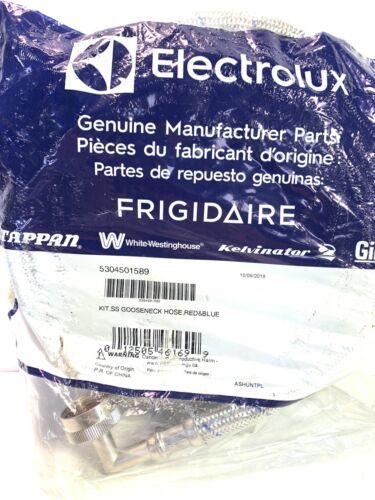 Electrolux
Genuine Manufacturer Parts
Pièces du fabricant d'origine
Partes de repuesto genuinas
FRIGIDAIRE
TAPPAN White-Westinghouse Kelvinator
5304501589 10/09/2019
KIT,SS GOOSENECK HOSE,RED&BLUE
WARNING
Country of Origin
P.R. OF CHINA
ASHUNTPL